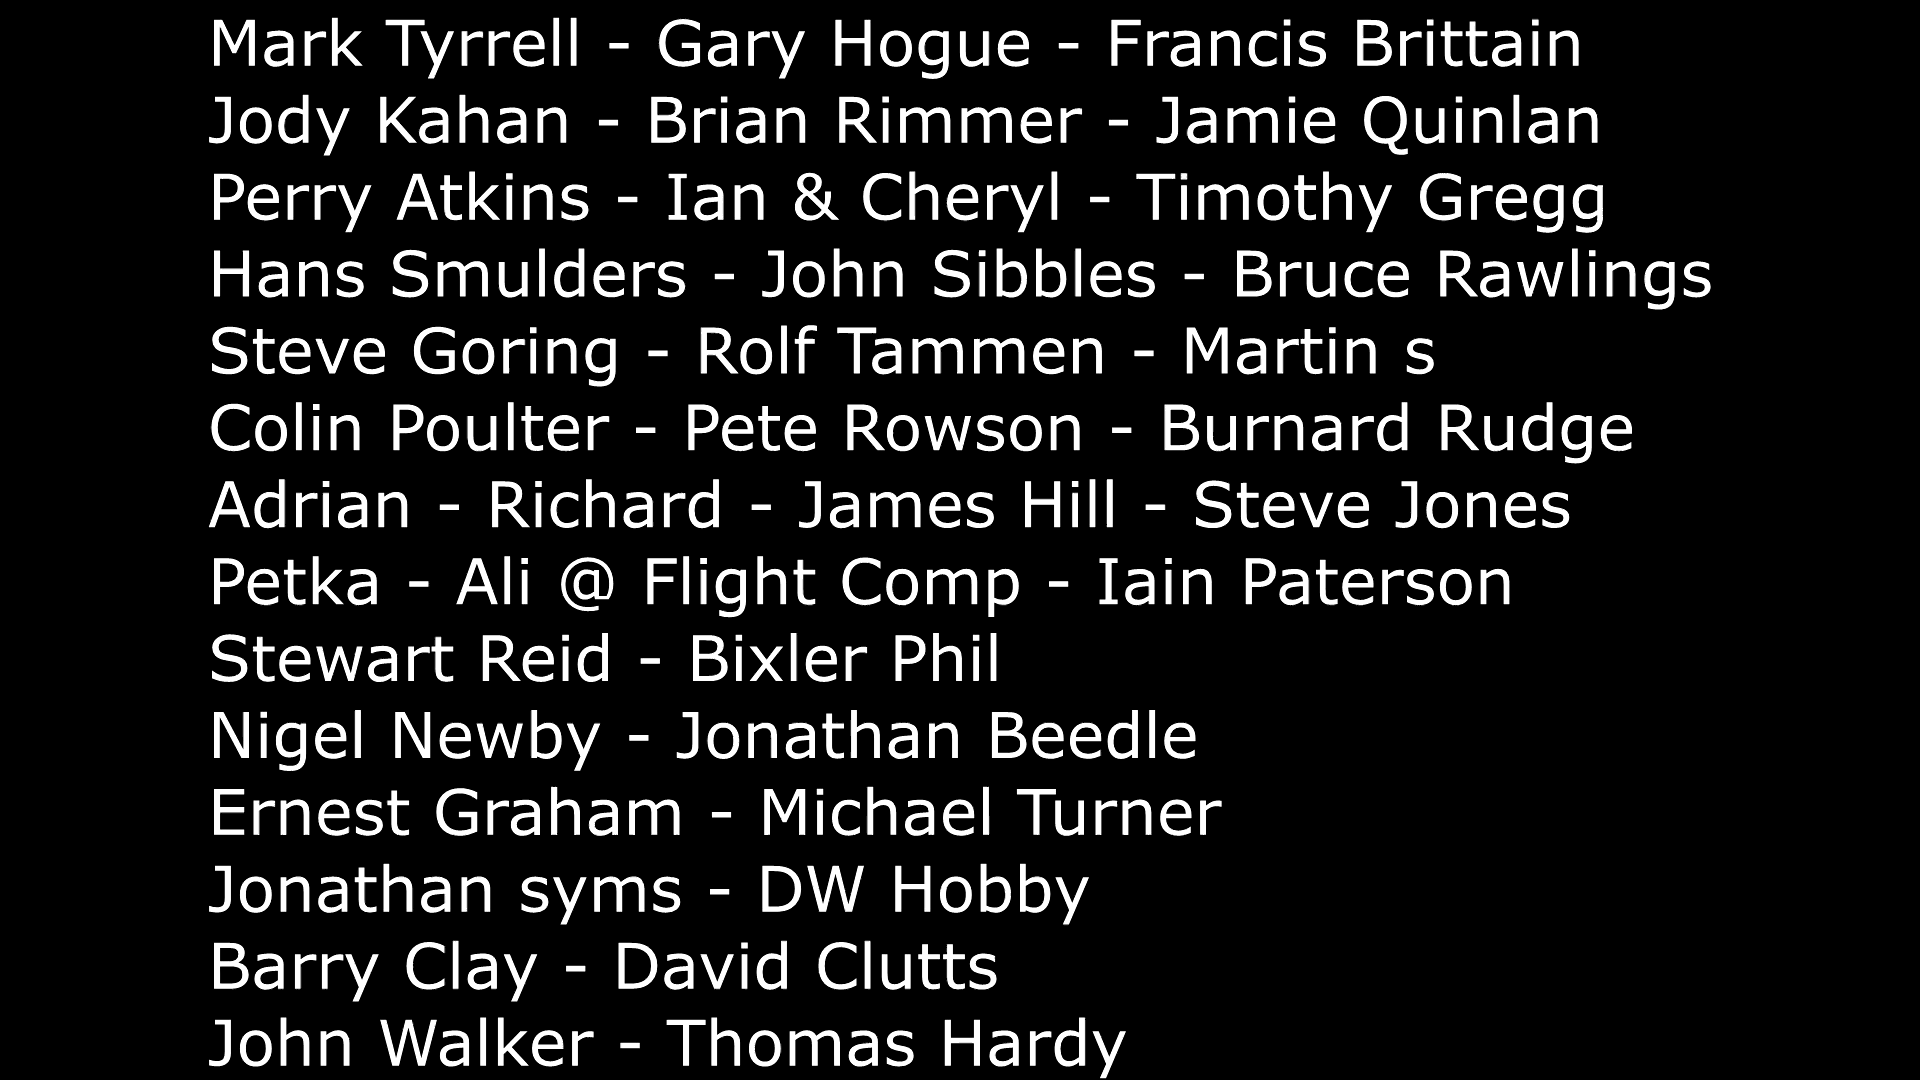 Mark Tyrrell - Gary Hogue - Francis Brittain
Jody Kahan - Brian Rimmer - Jamie Quinlan
Perry Atkins - Ian & Cheryl - Timothy Gregg
Hans Smulders - John Sibbles - Bruce Rawlings
Steve Goring - Rolf Tammen - Martin s
Colin Poulter - Pete Rowson - Burnard Rudge
Adrian - Richard - James Hill - Steve Jones
Petka - Ali @ Flight Comp - Iain Paterson
Stewart Reid - Bixler Phil
Nigel Newby - Jonathan Beedle
Ernest Graham - Michael Turner
Jonathan syms - DW Hobby
Barry Clay - David Clutts
John Walker - Thomas Hardy